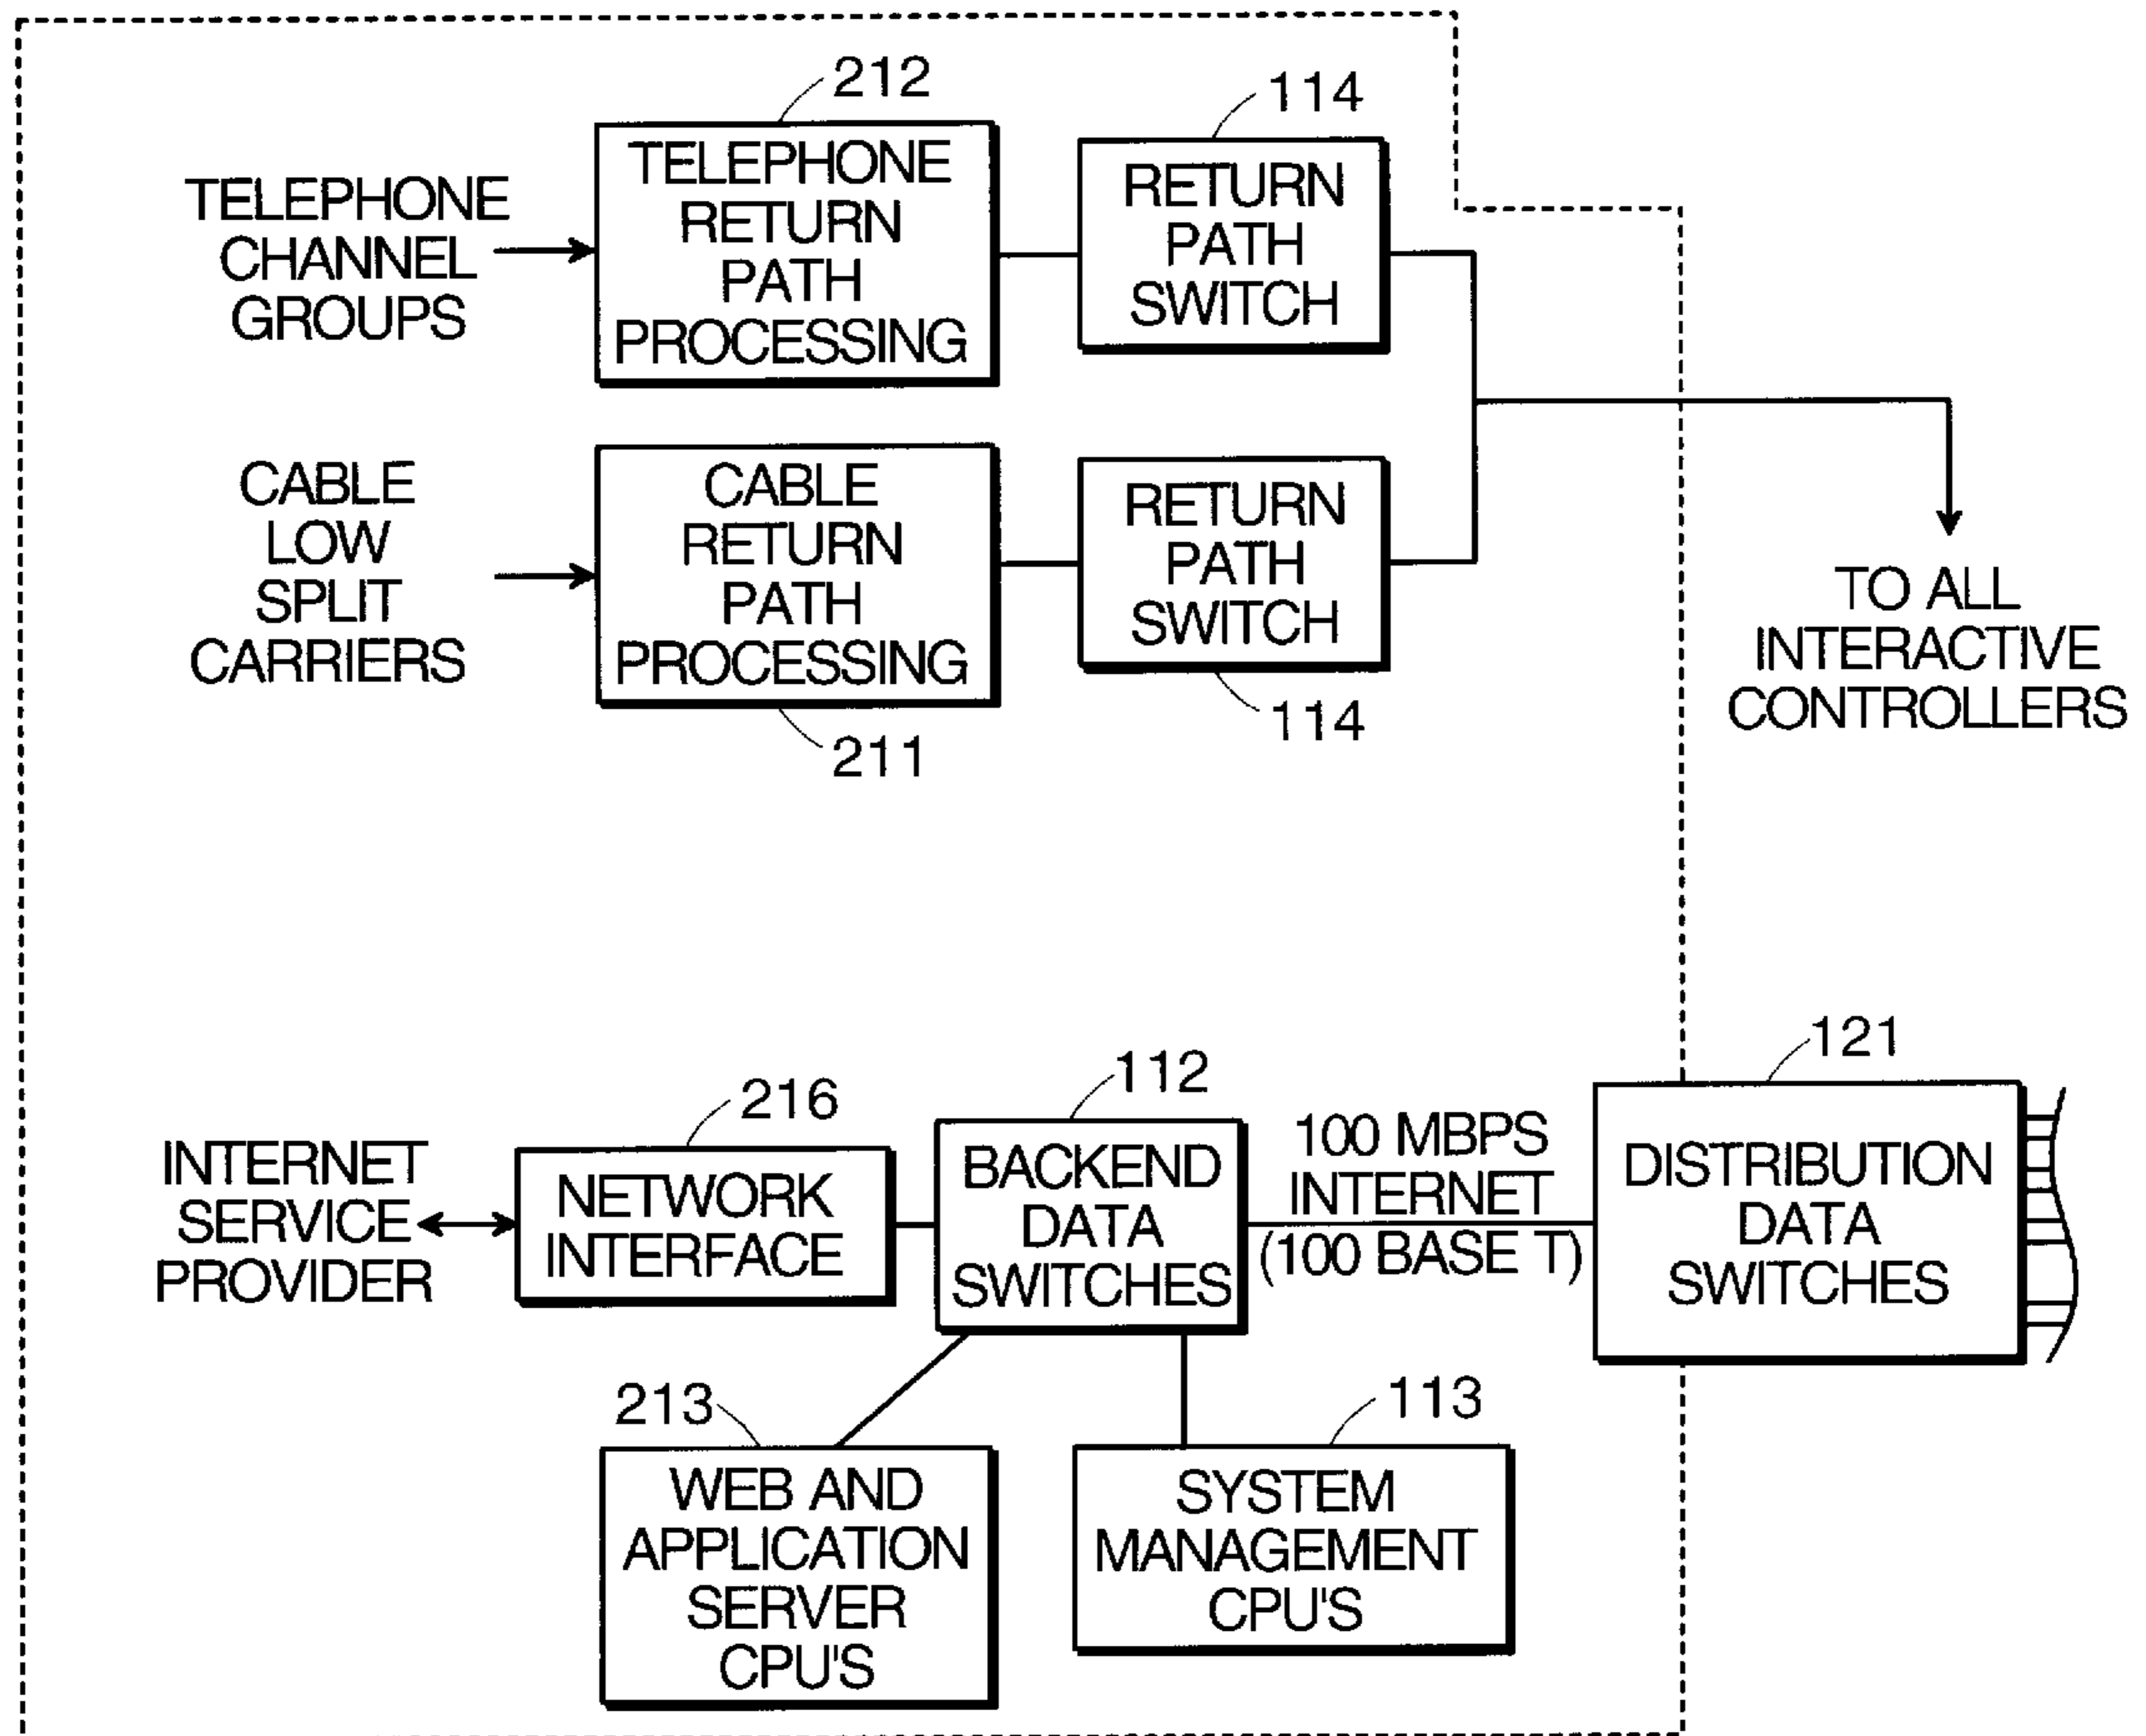 212
114
TELEPHONE
CHANNEL
GROUPS
TELEPHONE
RETURN
PATH
PROCESSING
RETURN
PATH
SWITCH
CABLE
LOW
SPLIT
CARRIERS
CABLE
RETURN
PATH
PROCESSING
RETURN
PATH
SWITCH
211
114
TO ALL
INTERACTIVE
CONTROLLERS
216
112
121
INTERNET
SERVICE
PROVIDER
NETWORK
INTERFACE
BACKEND
DATA
SWITCHES
100 MBPS
INTERNET
(100 BASE T)
DISTRIBUTION
DATA
SWITCHES
213
113
WEB AND
APPLICATION
SERVER
CPU'S
SYSTEM
MANAGEMENT
CPU'S